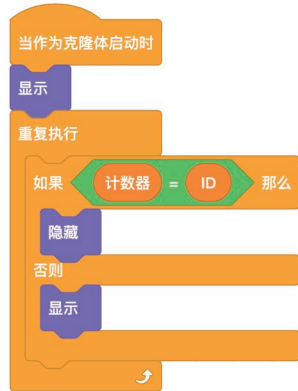 当作为克隆体启动时
显示
重复执行
如果 计数器 = ID 那么
隐藏
否则
显示